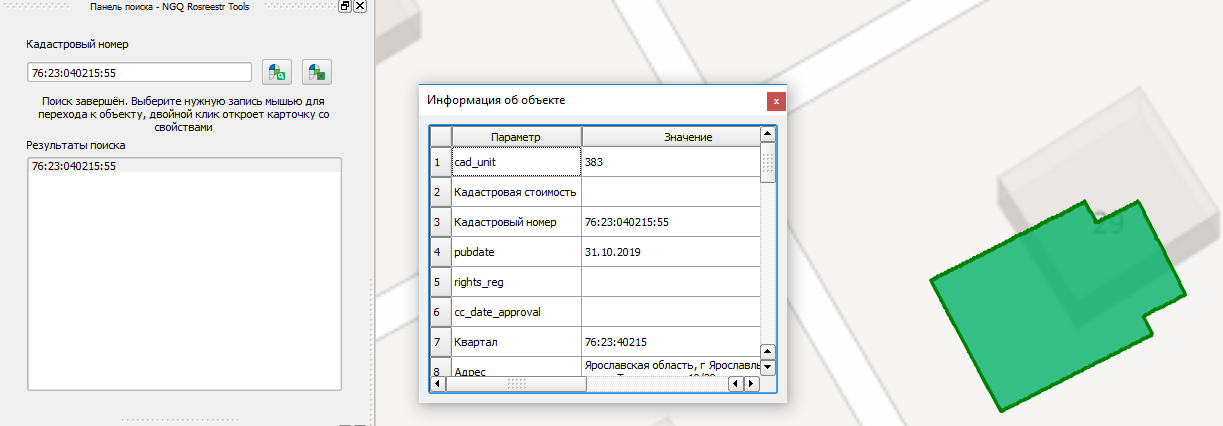 Панель поиска - NGQ Rosreestr Tools
Кадастровый номер
76:23:040215:55
Поиск завершён. Выберите нужную запись мышью для
перехода к объекту, двойной клик откроет карточку со
свойствами
Результаты поиска
76:23:040215:55
Информация об объекте
Параметр Значение
1 cad_unit 383
2 Кадастровая стоимость
3 Кадастровый номер 76:23:040215:55
4 pubdate 31.10.2019
5 rights_reg
6 cc_date_approval
7 Квартал 76:23:40215
8 Адрес Ярославская область, г Ярославль
29